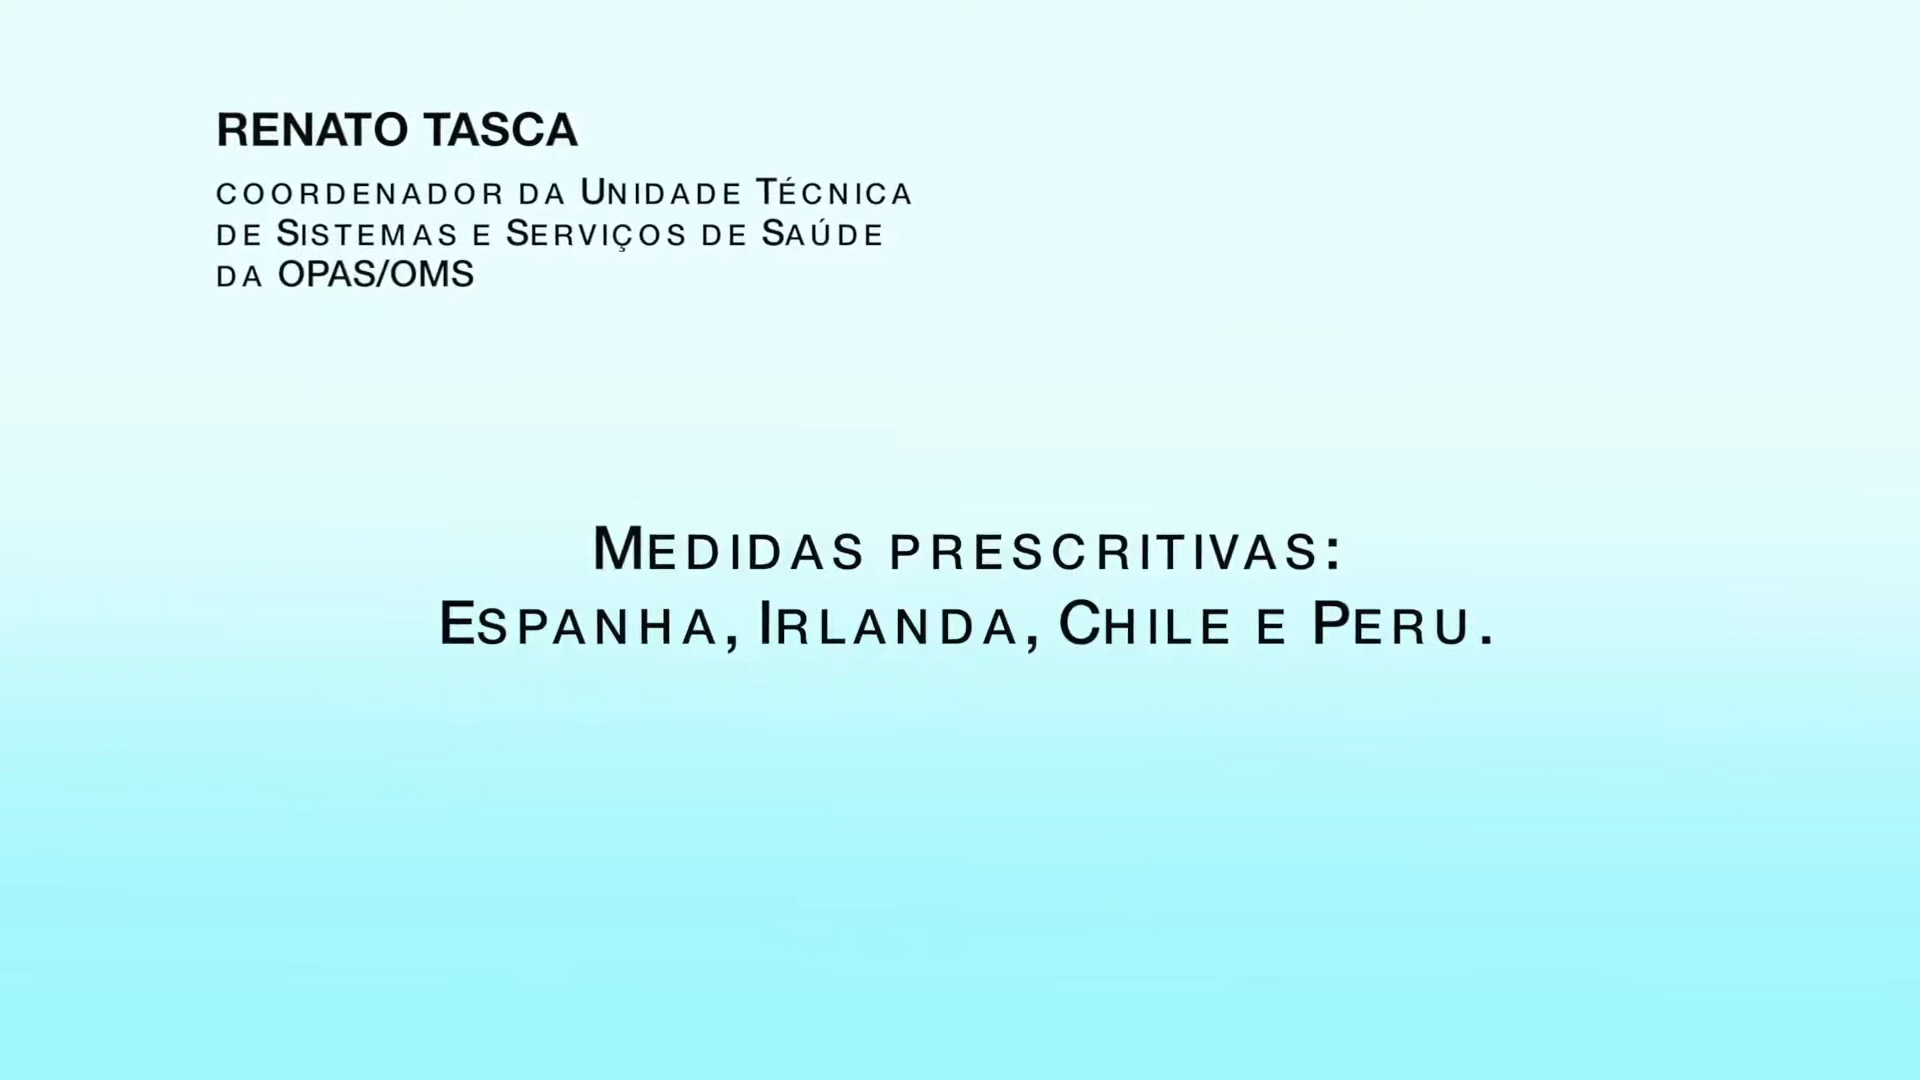 RENATO TASCA
COORDENADOR DA UNIDADE TÉCNICA
DE SISTEMAS E SERVIÇOS DE SAÚDE
DA OPAS/OMS
MEDIDAS PRESCRITIVAS:
ESPANHA, IRLANDA, CHILE E PERU.